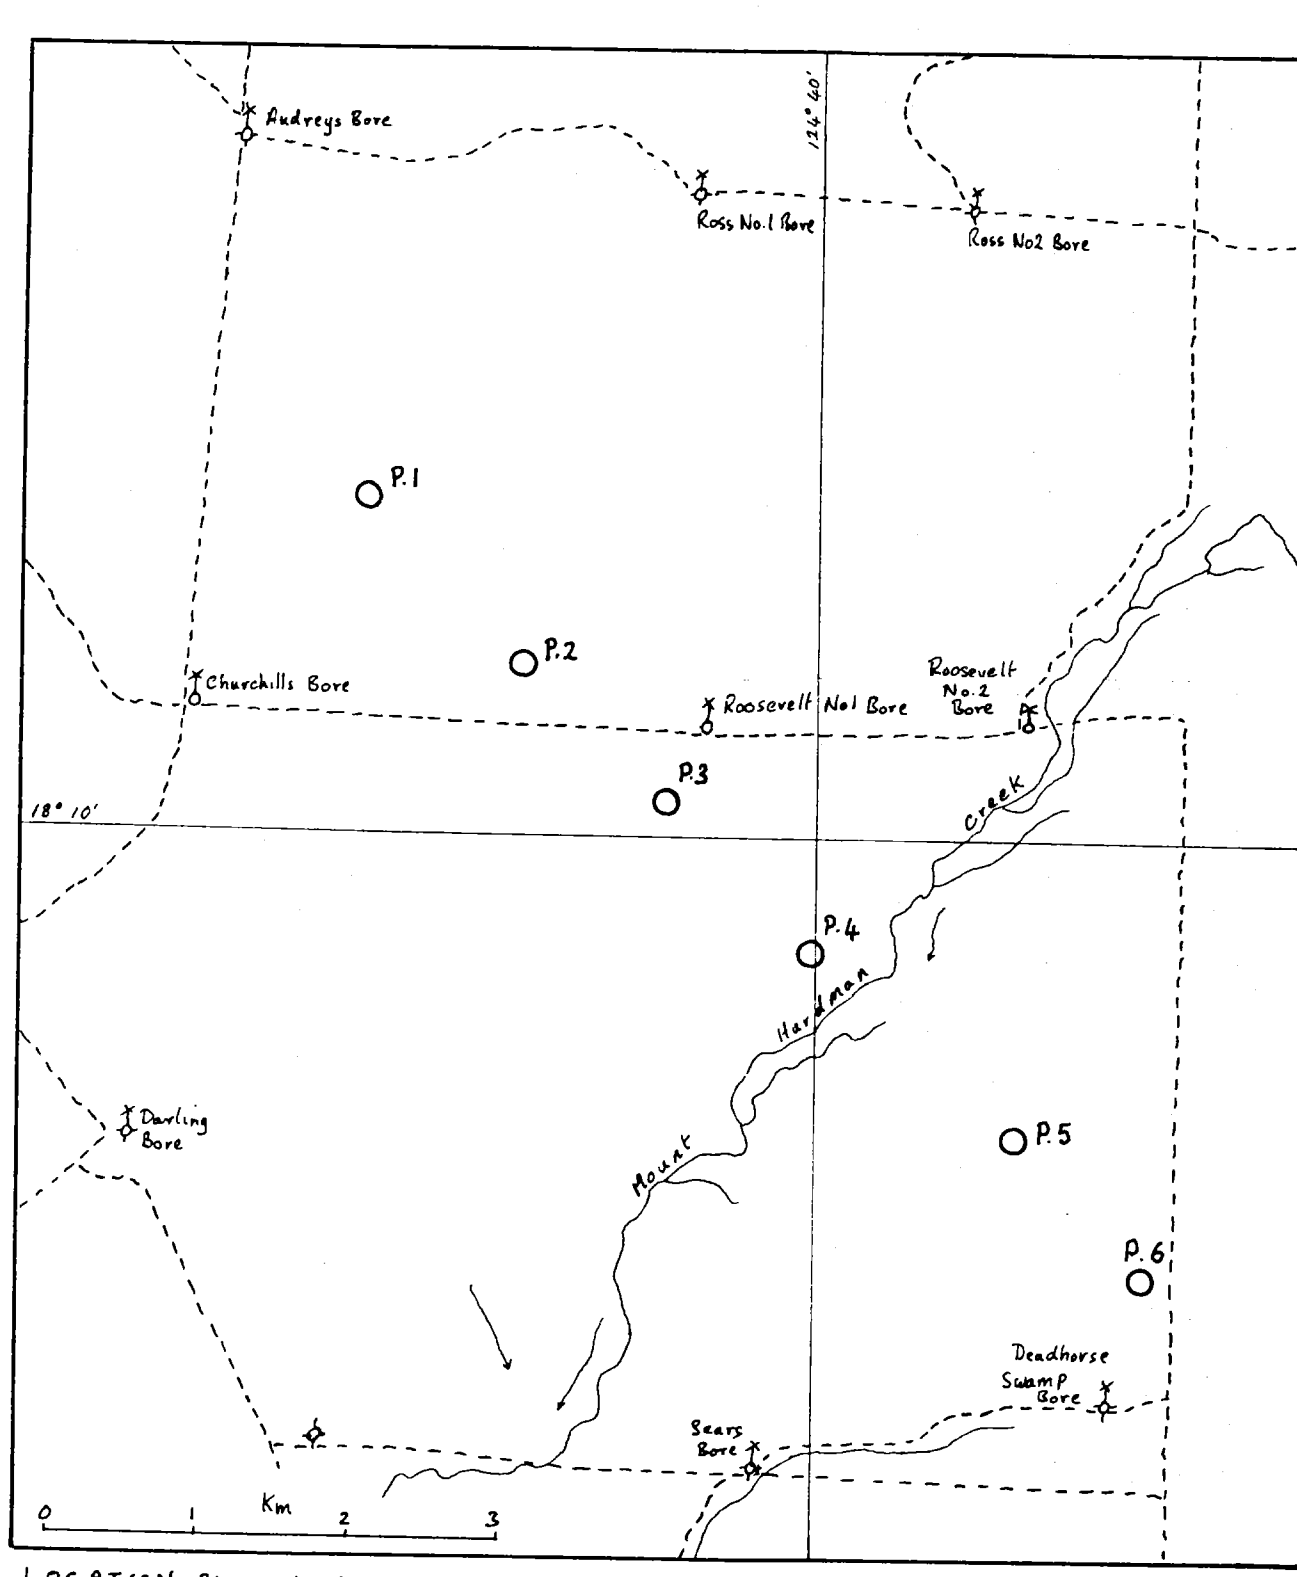 124° 40'
Audreys Bore
Ross No.1 Bore
Ross No2 Bore
P.1
P.2
Churchills Bore
Roosevelt No1 Bore
Roosevelt
No.2
Bore
P.3
18° 10'
Creek
P.4
Hardman
Darling
Bore
Mount
P.5
P.6
Deadhorse
Swamp
Bore
Sears
Bore
Km
0 1 2 3